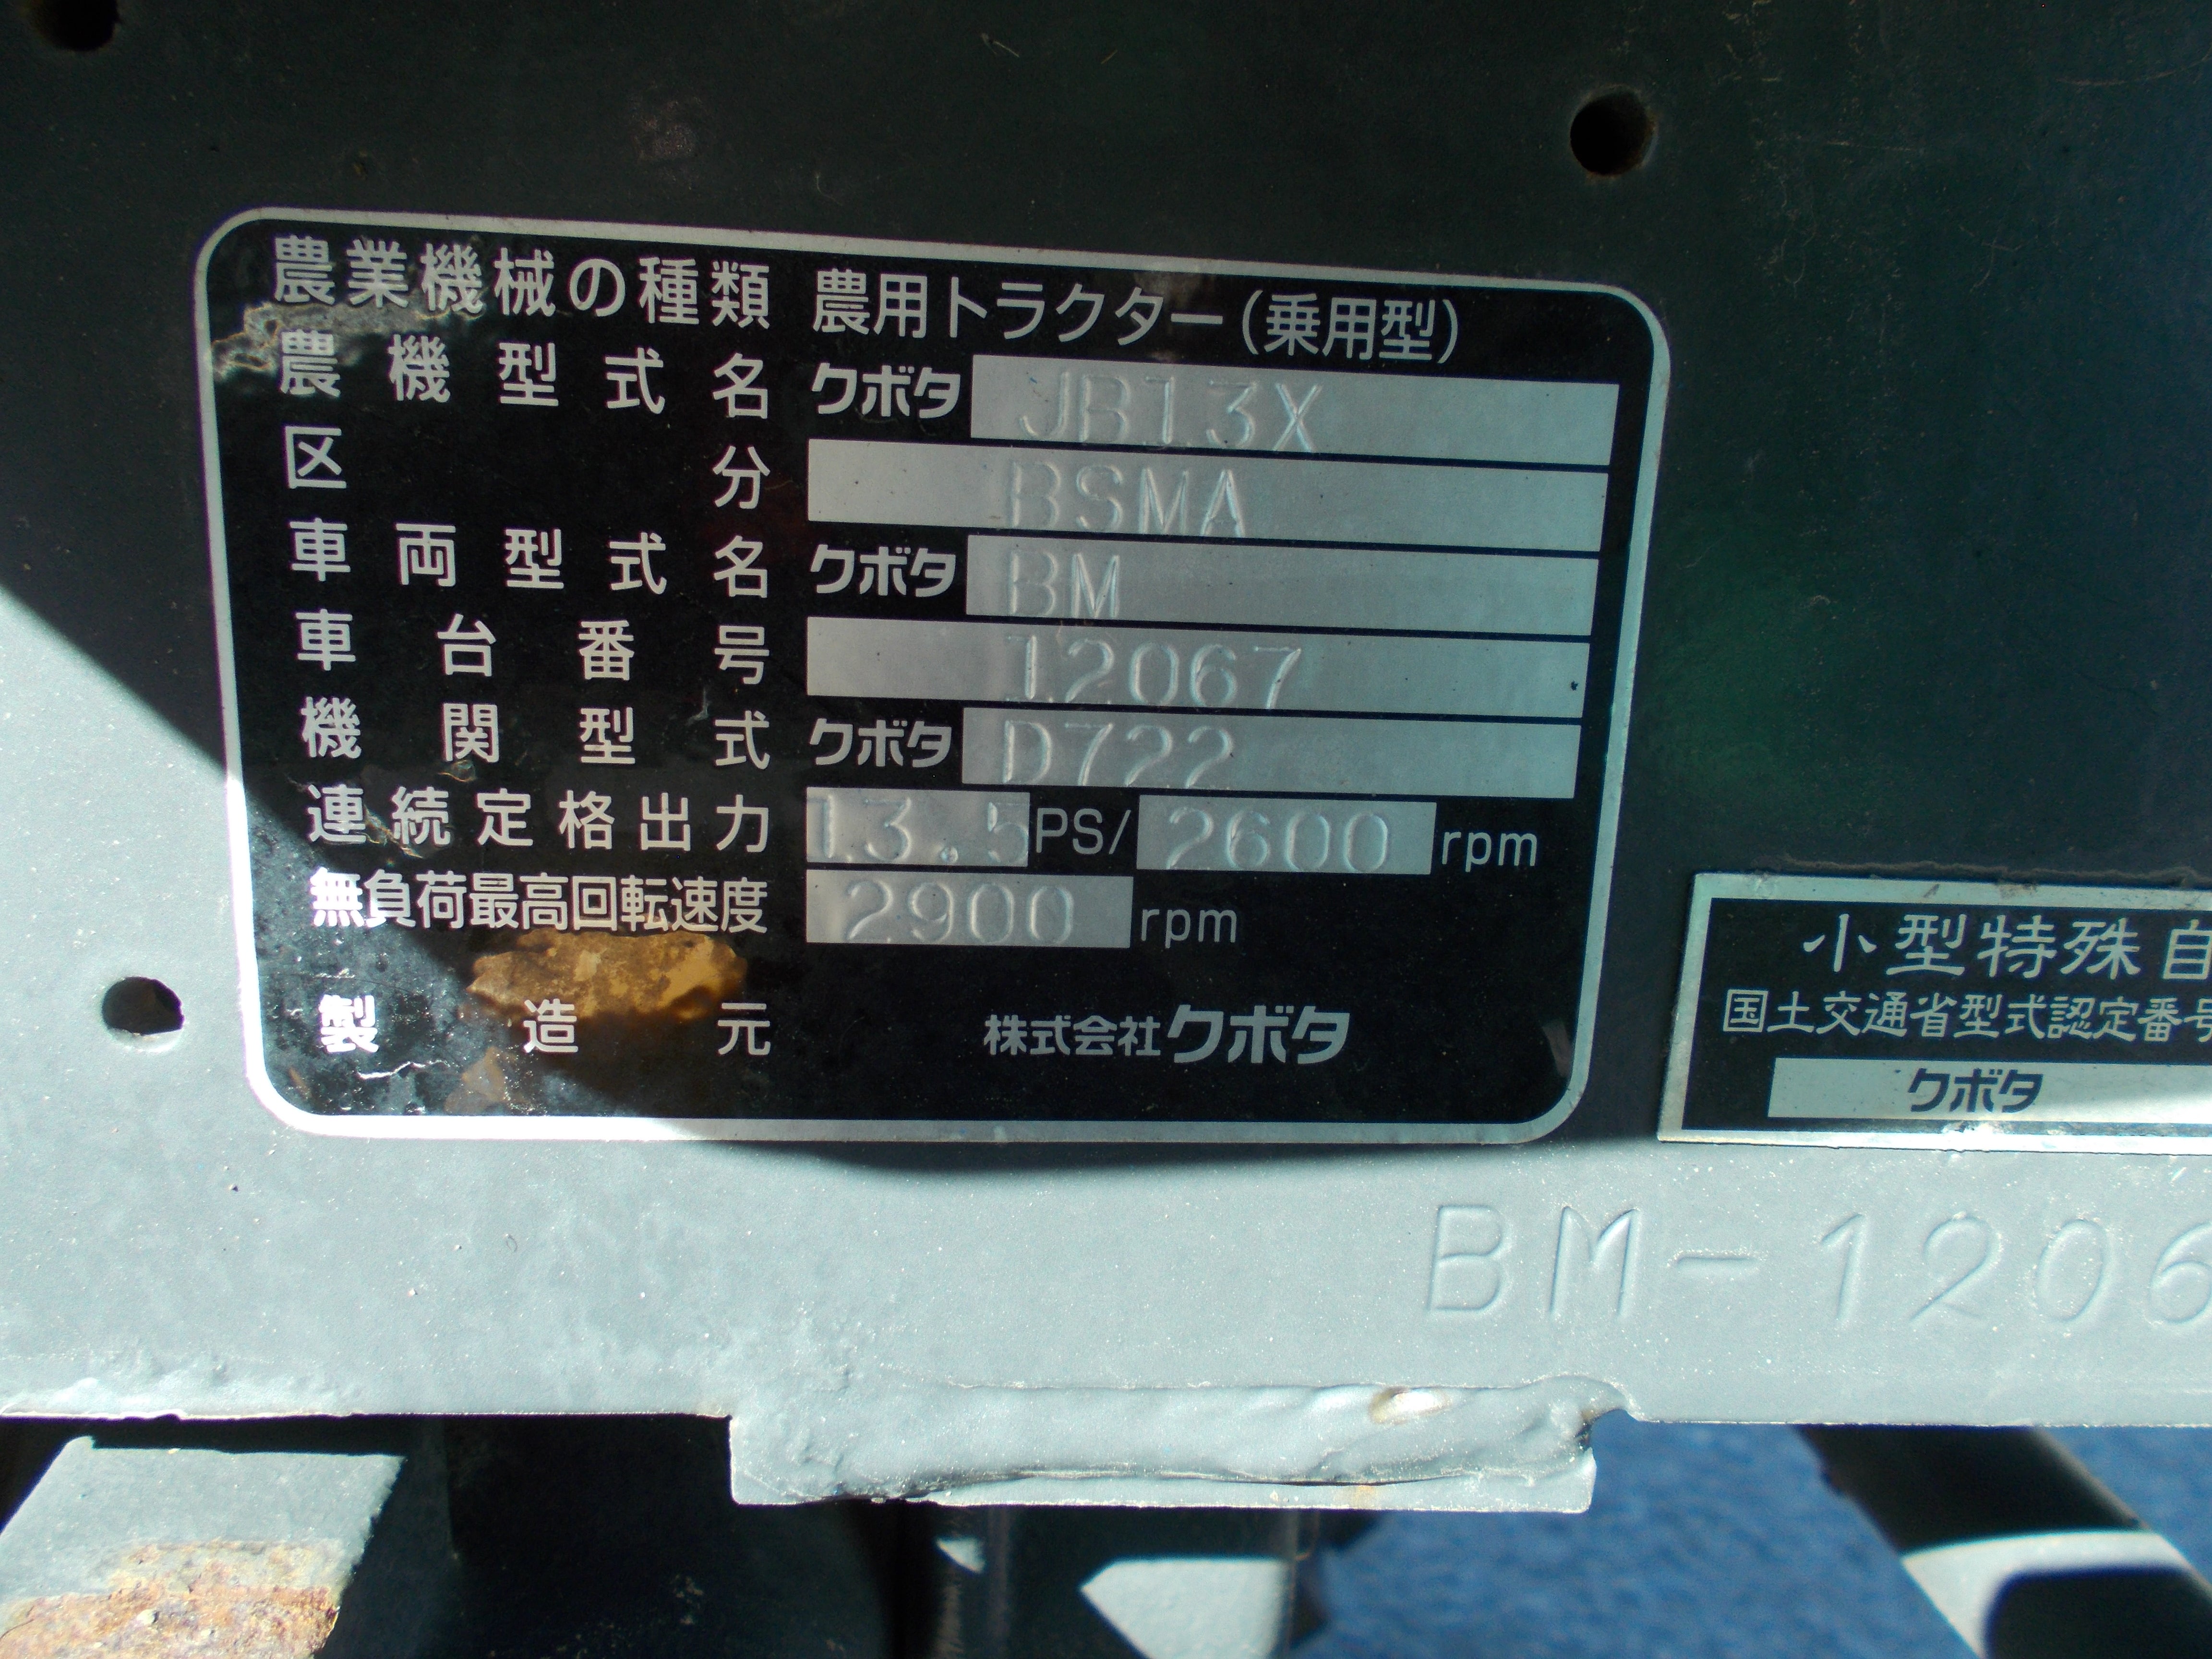 農業機械の種類 農用トラクター(乗用型)
農機型式名 クボタ JB13X
区分 BSMA
車両型式名 クボタ BM
車台番号 12067
機関型式 クボタ D722
連続定格出力 13.5 PS/ 2600 rpm
無負荷最高回転速度 2900 rpm
製造元 株式会社クボタ
小型特殊自
国土交通省型式認定番号
クボタ
BM-1206